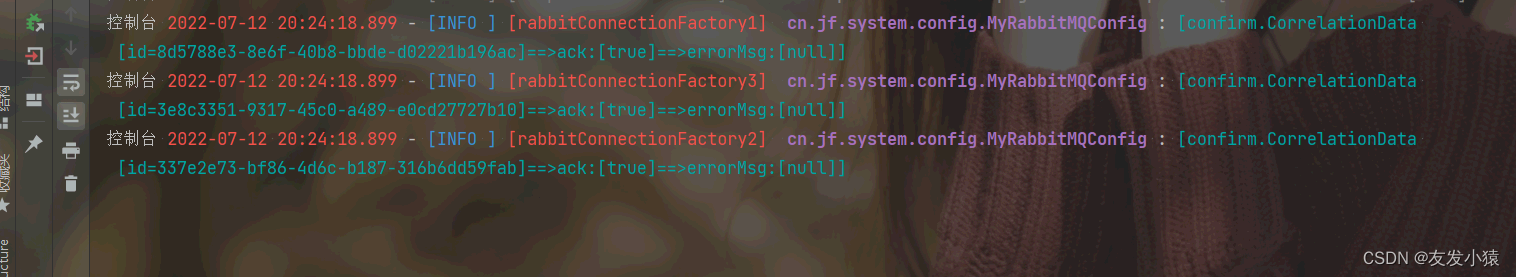 控制台 2022-07-12 20:24:18.899 - [INFO ] [rabbitConnectionFactory1]  cn.jf.system.config.MyRabbitMQConfig : [confirm.CorrelationData
[id=8d5788e3-8e6f-40b8-bbde-d02221b196ac]==>ack:[true]==>errorMsg:[null]]
控制台 2022-07-12 20:24:18.899 - [INFO ] [rabbitConnectionFactory3]  cn.jf.system.config.MyRabbitMQConfig : [confirm.CorrelationData
[id=3e8c3351-9317-45c0-a489-e0cd27727b10]==>ack:[true]==>errorMsg:[null]]
控制台 2022-07-12 20:24:18.899 - [INFO ] [rabbitConnectionFactory2]  cn.jf.system.config.MyRabbitMQConfig : [confirm.CorrelationData
[id=337e2e73-bf86-4d6c-b187-316b6dd59fab]==>ack:[true]==>errorMsg:[null]]
结构
收藏夹
ucture
CSDN @友发小猿